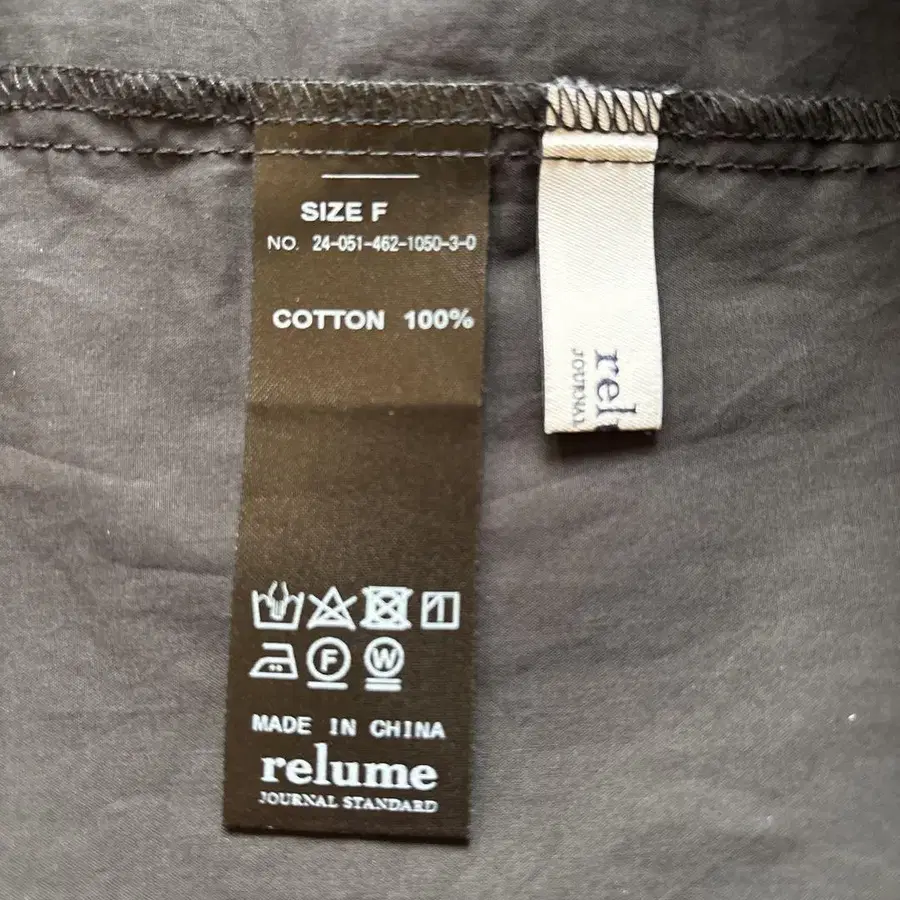 SIZE F
NO. 24-051-462-1050-3-0
COTTON 100%
F W
MADE IN CHINA
relume
JOURNAL STANDARD
rel
JOURNAL